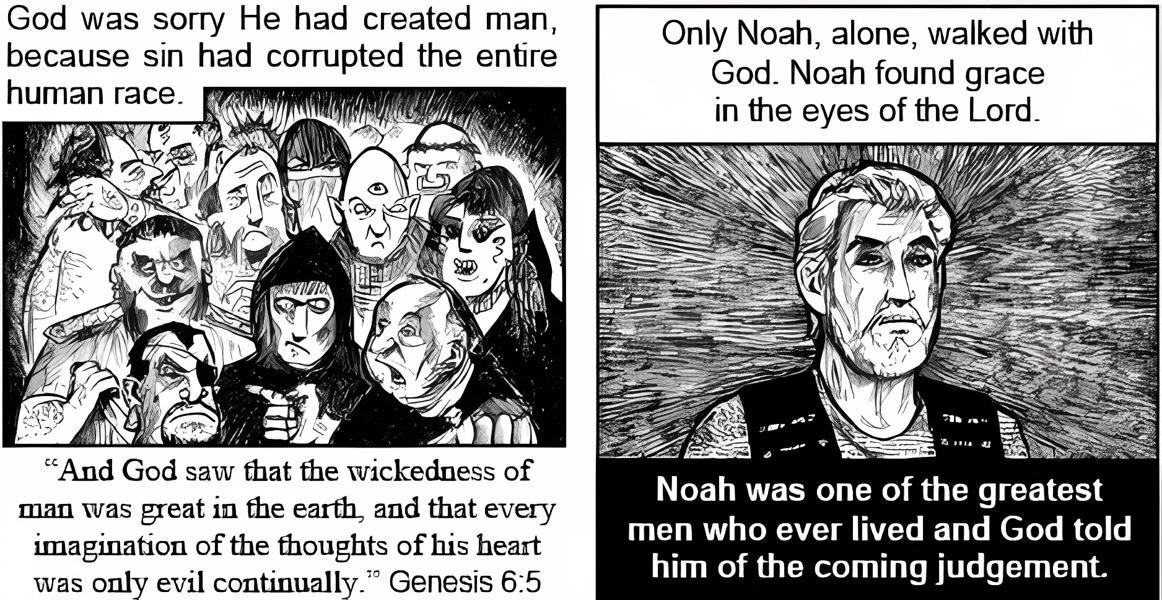 God was sorry He had created man,
because sin had corrupted the entire
human race.
“And God saw that the wickedness of
man was great in the earth, and that every
imagination of the thoughts of his heart
was only evil continually.” Genesis 6:5
Only Noah, alone, walked with
God. Noah found grace
in the eyes of the Lord.
Noah was one of the greatest
men who ever lived and God told
him of the coming judgement.